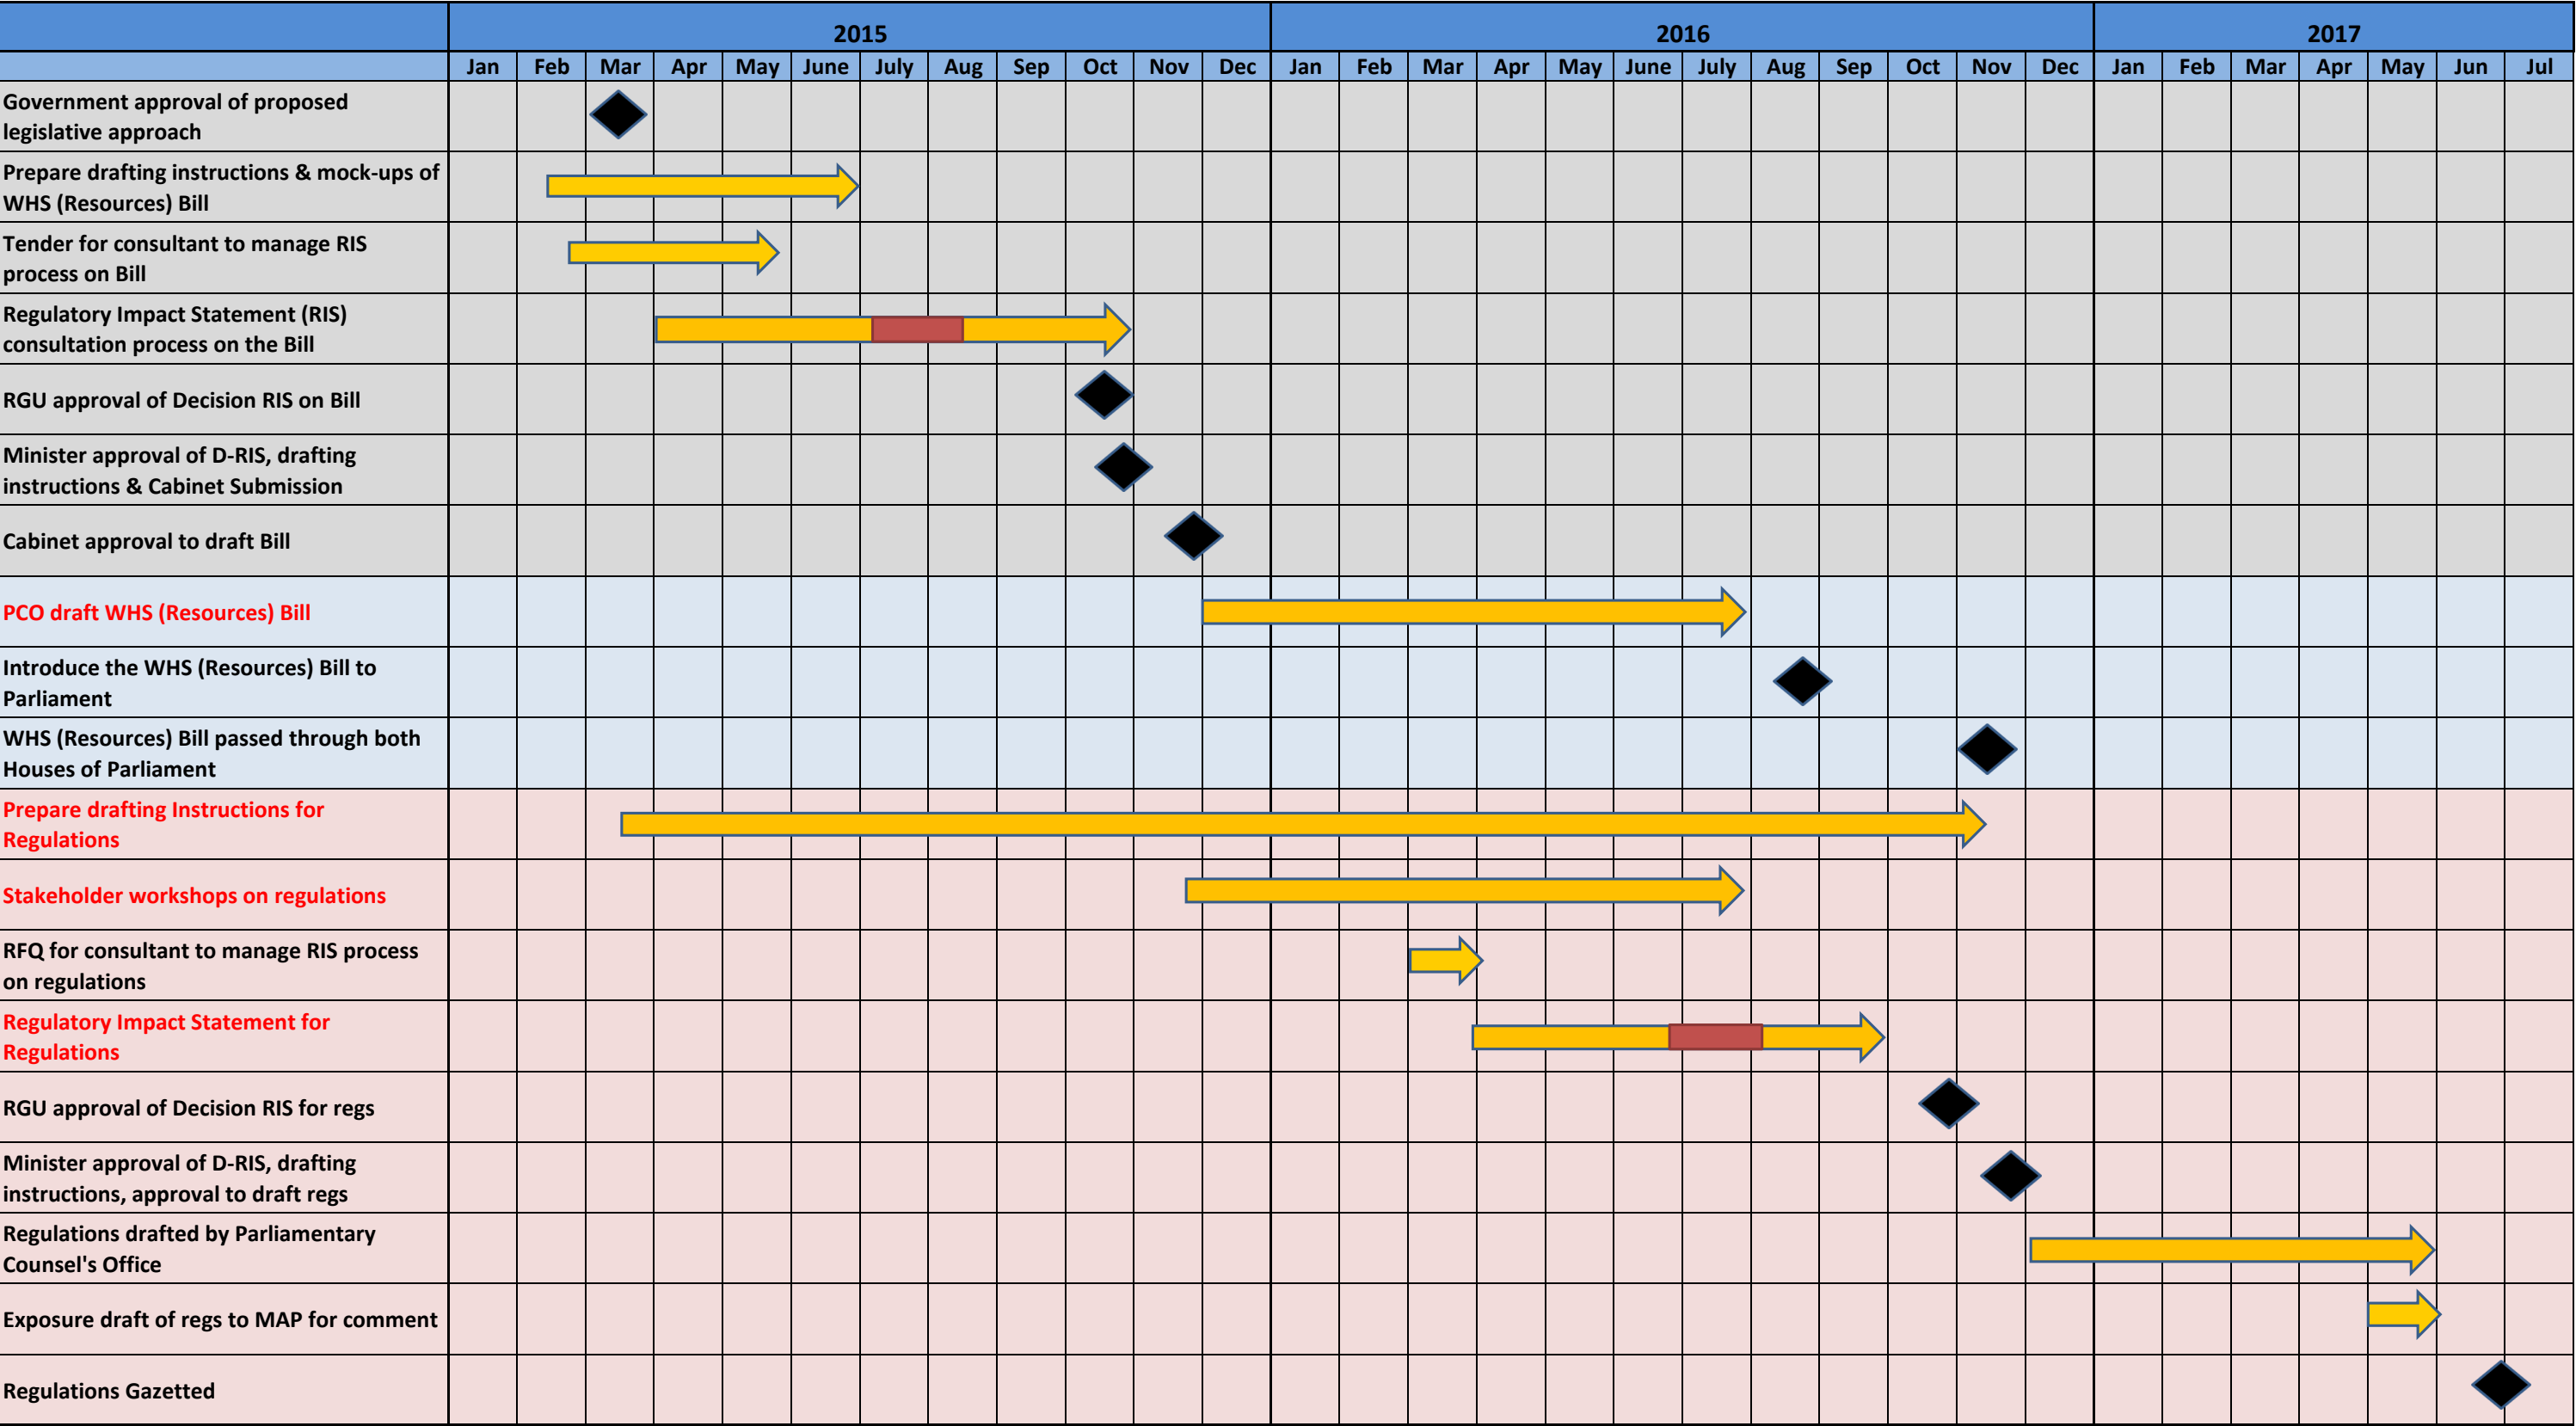 2015 2016 2017
Jan Feb Mar Apr May June July Aug Sep Oct Nov Dec Jan Feb Mar Apr May June July Aug Sep Oct Nov Dec Jan Feb Mar Apr May Jun Jul
Government approval of proposed
legislative approach
Prepare drafting instructions & mock-ups of
WHS (Resources) Bill
Tender for consultant to manage RIS
process on Bill
Regulatory Impact Statement (RIS)
consultation process on the Bill
RGU approval of Decision RIS on Bill
Minister approval of D-RIS, drafting
instructions & Cabinet Submission
Cabinet approval to draft Bill
PCO draft WHS (Resources) Bill
Introduce the WHS (Resources) Bill to
Parliament
WHS (Resources) Bill passed through both
Houses of Parliament
Prepare drafting Instructions for
Regulations
Stakeholder workshops on regulations
RFQ for consultant to manage RIS process
on regulations
Regulatory Impact Statement for
Regulations
RGU approval of Decision RIS for regs
Minister approval of D-RIS, drafting
instructions, approval to draft regs
Regulations drafted by Parliamentary
Counsel's Office
Exposure draft of regs to MAP for comment
Regulations Gazetted